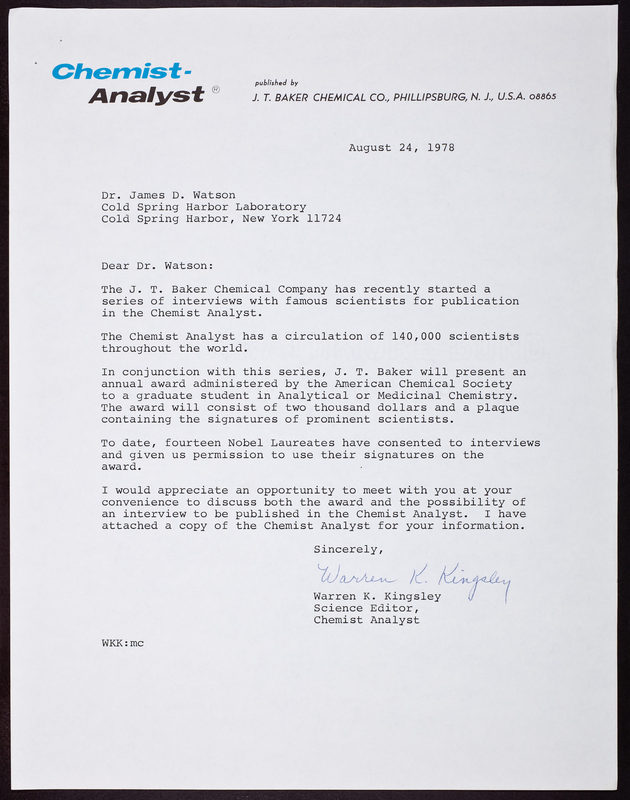 Chemist-
Analyst ®
published by
J. T. BAKER CHEMICAL CO., PHILLIPSBURG, N. J., U.S.A. 08865
August 24, 1978
Dr. James D. Watson
Cold Spring Harbor Laboratory
Cold Spring Harbor, New York 11724
Dear Dr. Watson:
The J. T. Baker Chemical Company has recently started a
series of interviews with famous scientists for publication
in the Chemist Analyst.
The Chemist Analyst has a circulation of 140,000 scientists
throughout the world.
In conjunction with this series, J. T. Baker will present an
annual award administered by the American Chemical Society
to a graduate student in Analytical or Medicinal Chemistry.
The award will consist of two thousand dollars and a plaque
containing the signatures of prominent scientists.
To date, fourteen Nobel Laureates have consented to interviews
and given us permission to use their signatures on the
award.
I would appreciate an opportunity to meet with you at your
convenience to discuss both the award and the possibility of
an interview to be published in the Chemist Analyst. I have
attached a copy of the Chemist Analyst for your information.
Sincerely,
Warren K. Kingsley
Warren K. Kingsley
Science Editor,
Chemist Analyst
WKK:mc